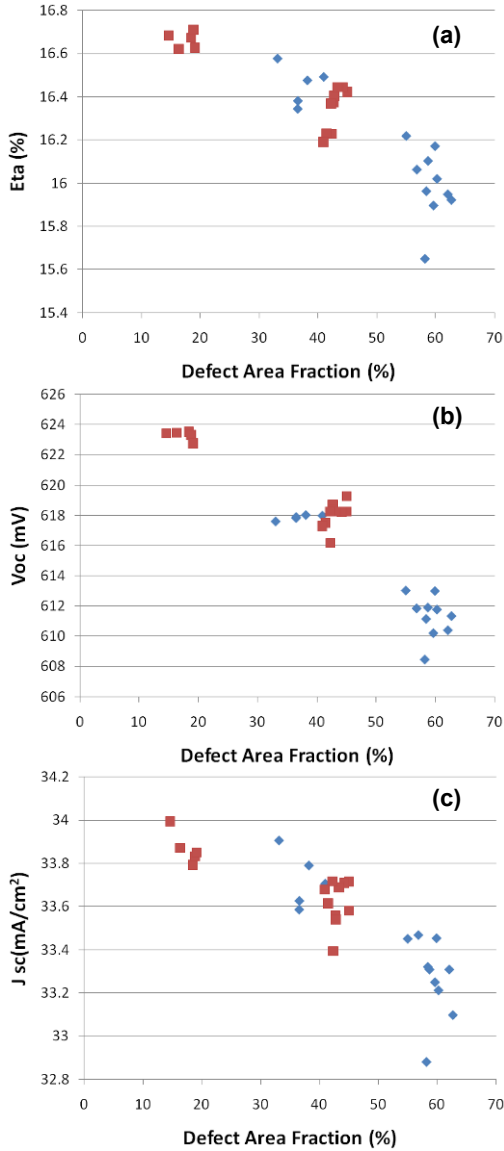 16.8
(a)
16.6
16.4
16.2
16
15.8
15.6
15.4
Eta (%)
0 10 20 30 40 50 60 70
Defect Area Fraction (%)
626
(b)
624
622
620
618
616
614
612
610
608
606
Voc (mV)
0 10 20 30 40 50 60 70
Defect Area Fraction (%)
34.2
(c)
34
33.8
33.6
33.4
33.2
33
32.8
J sc(mA/cm²)
0 10 20 30 40 50 60 70
Defect Area Fraction (%)